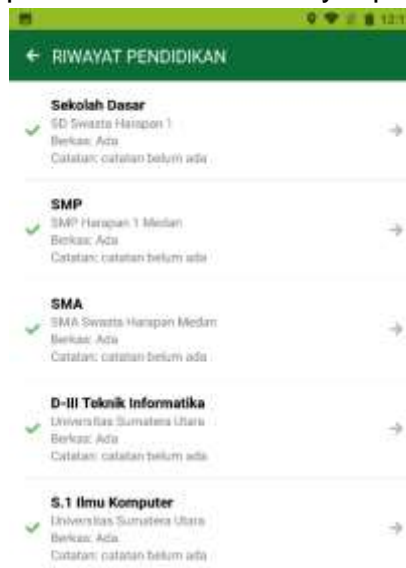 RIWAYAT PENDIDIKAN
Sekolah Dasar
SD Swasta Harapan 1
Berkas: Ada
Catatan: catatan belum ada
SMP
SMP Harapan 1 Medan
Berkas: Ada
Catatan: catatan belum ada
SMA
SMA Swasta Harapan Medan
Berkas: Ada
Catatan: catatan belum ada
D-III Teknik Informatika
Universitas Sumatera Utara
Berkas: Ada
Catatan: catatan belum ada
S.1 Ilmu Komputer
Universitas Sumatera Utara
Berkas: Ada
Catatan: catatan belum ada